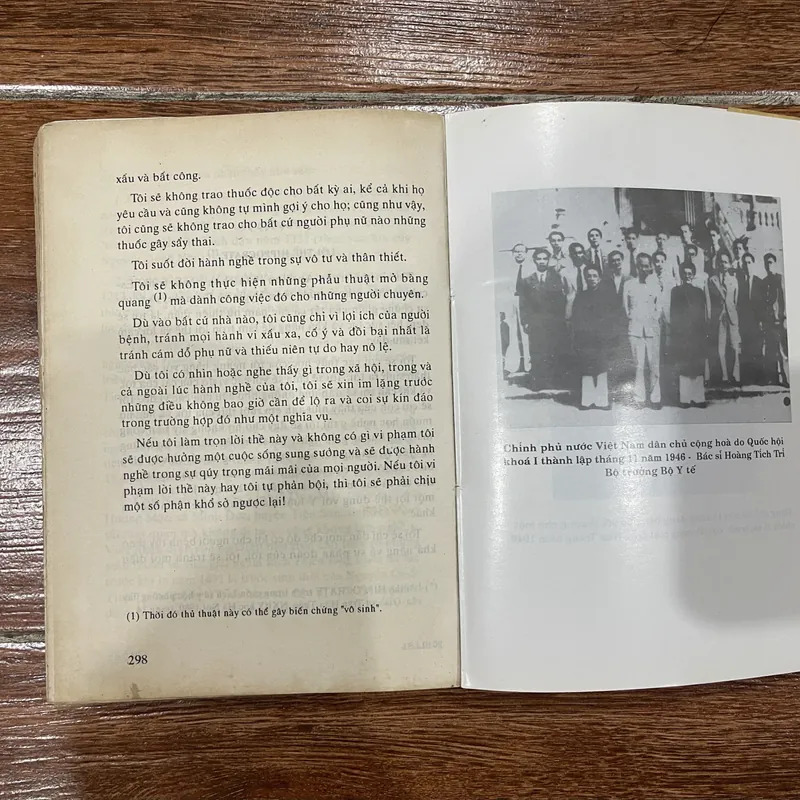 xấu và bất công.
Tôi sẽ không trao thuốc độc cho bất kỳ ai, kể cả khi họ
yêu cầu và cũng không tự mình gợi ý cho họ; cũng như vậy,
tôi cũng sẽ không trao cho bất cứ người phụ nữ nào những
thuốc gây sẩy thai.
Tôi suốt đời hành nghề trong sự vô tư và thân thiết.
Tôi sẽ không thực hiện những phẫu thuật mở bàng
quang (1) mà dành công việc đó cho những người chuyên.
Dù vào bất cứ nhà nào, tôi cũng chỉ vì lợi ích của người
bệnh, tránh mọi hành vi xấu xa, cố ý và đồi bại nhất là
tránh cám dỗ phụ nữ và thiếu niên tự do hay nô lệ.
Dù tôi có nhìn hoặc nghe thấy gì trong xã hội, trong và
cả ngoài lúc hành nghề của tôi, tôi sẽ xin im lặng trước
những điều không bao giờ cần để lộ ra và coi sự kín đáo
trong trường hợp đó như một nghĩa vụ.
Nếu tôi làm trọn lời thề này và không có gì vi phạm tôi
sẽ được hưởng một cuộc sống sung sướng và sẽ được hành
nghề trong sự qúy trọng mãi mãi của mọi người. Nếu tôi vi
phạm lời thề này hay tôi tự phản bội, thì tôi sẽ phải chịu
một số phận khổ sở ngược lại!
(1) Thời đó thủ thuật này có thể gây biến chứng "vô sinh".
298
Chính phủ nước Việt Nam dân chủ cộng hoà do Quốc hội
khoá I thành lập tháng 11 năm 1946 - Bác sĩ Hoàng Tích Trí
Bộ trưởng Bộ Y tế